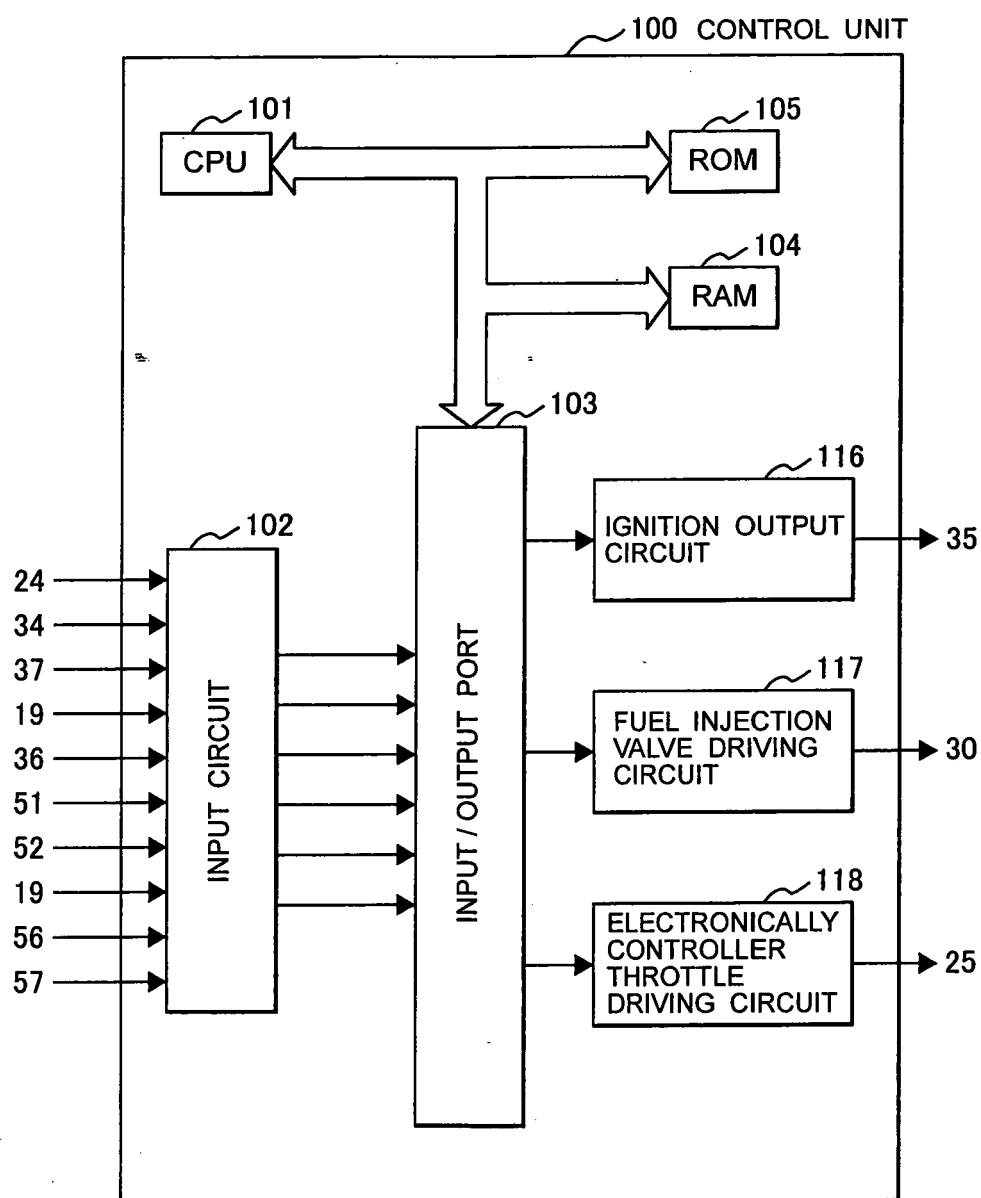 100 CONTROL UNIT
101
CPU
105
ROM
104
RAM
103
INPUT / OUTPUT PORT
102
INPUT CIRCUIT
24
34
37
19
36
51
52
19
56
57
116
IGNITION OUTPUT
CIRCUIT
35
117
FUEL INJECTION
VALVE DRIVING
CIRCUIT
30
118
ELECTRONICALLY
CONTROLLER
THROTTLE
DRIVING CIRCUIT
25